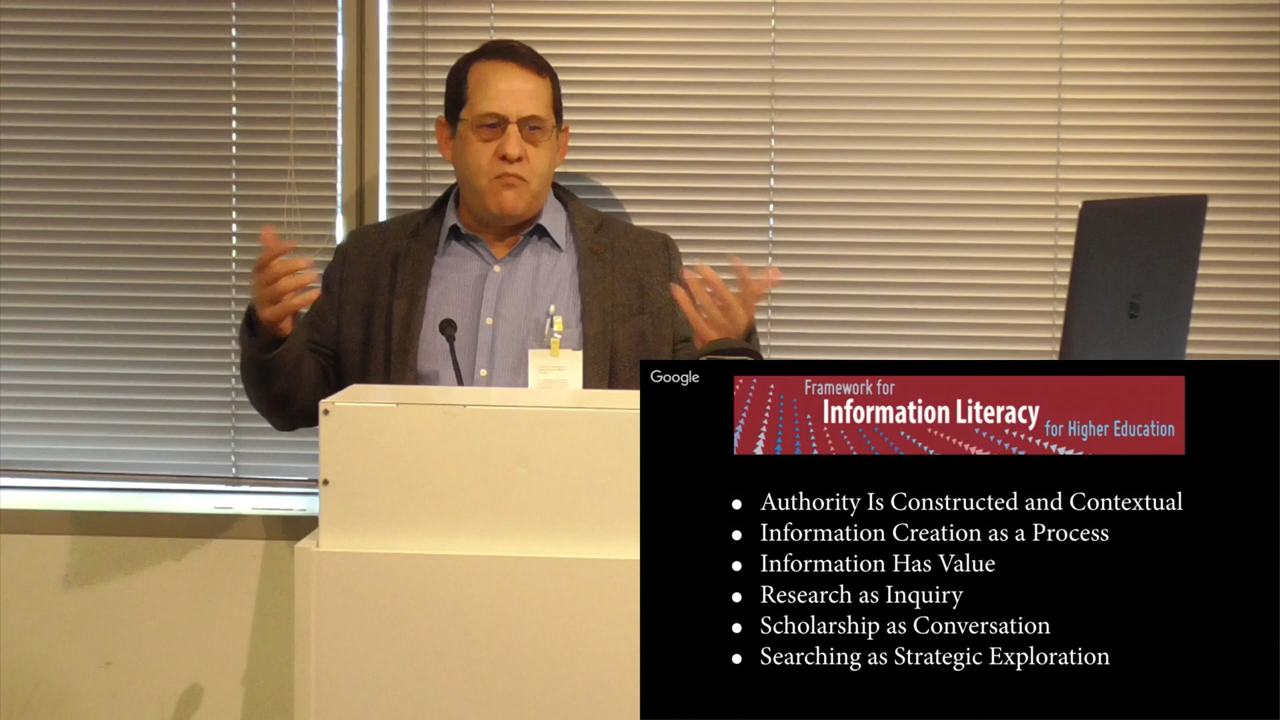 Google
Framework for
Information Literacy
for Higher Education
● Authority Is Constructed and Contextual
● Information Creation as a Process
● Information Has Value
● Research as Inquiry
● Scholarship as Conversation
● Searching as Strategic Exploration